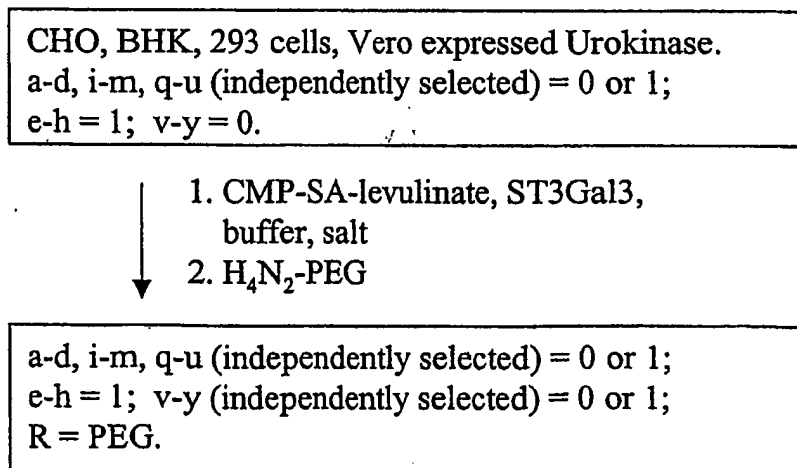 CHO, BHK, 293 cells, Vero expressed Urokinase.
a-d, i-m, q-u (independently selected) = 0 or 1;
e-h = 1; v-y = 0.
1. CMP-SA-levulinate, ST3Gal3,
buffer, salt
2. H₄N₂-PEG
a-d, i-m, q-u (independently selected) = 0 or 1;
e-h = 1; v-y (independently selected) = 0 or 1;
R = PEG.